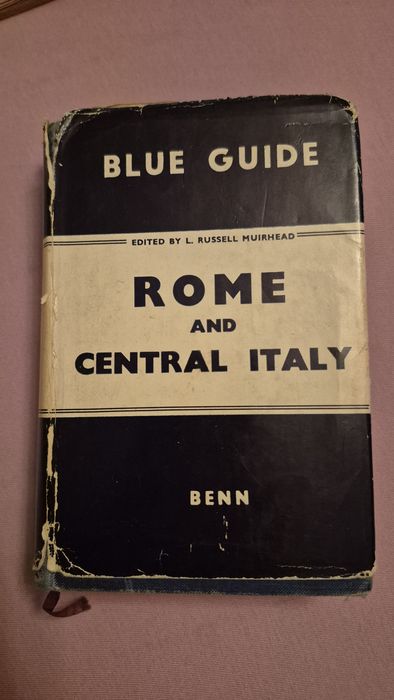 BLUE GUIDE
EDITED BY L. RUSSELL MUIRHEAD
ROME
AND
CENTRAL ITALY
BENN